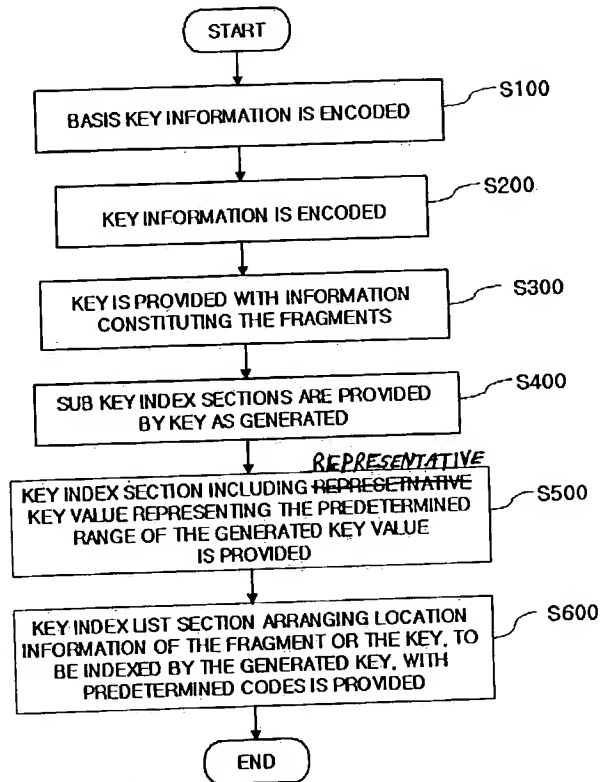 START
BASIS KEY INFORMATION IS ENCODED
S100
KEY INFORMATION IS ENCODED
S200
KEY IS PROVIDED WITH INFORMATION
CONSTITUTING THE FRAGMENTS
S300
SUB KEY INDEX SECTIONS ARE PROVIDED
BY KEY AS GENERATED
S400
REPRESENTATIVE
KEY INDEX SECTION INCLUDING REPRESETNATIVE
KEY VALUE REPRESENTING THE PREDETERMINED
RANGE OF THE GENERATED KEY VALUE
IS PROVIDED
S500
KEY INDEX LIST SECTION ARRANGING LOCATION
INFORMATION OF THE FRAGMENT OR THE KEY, TO
BE INDEXED BY THE GENERATED KEY, WITH
PREDETERMINED CODES IS PROVIDED
S600
END